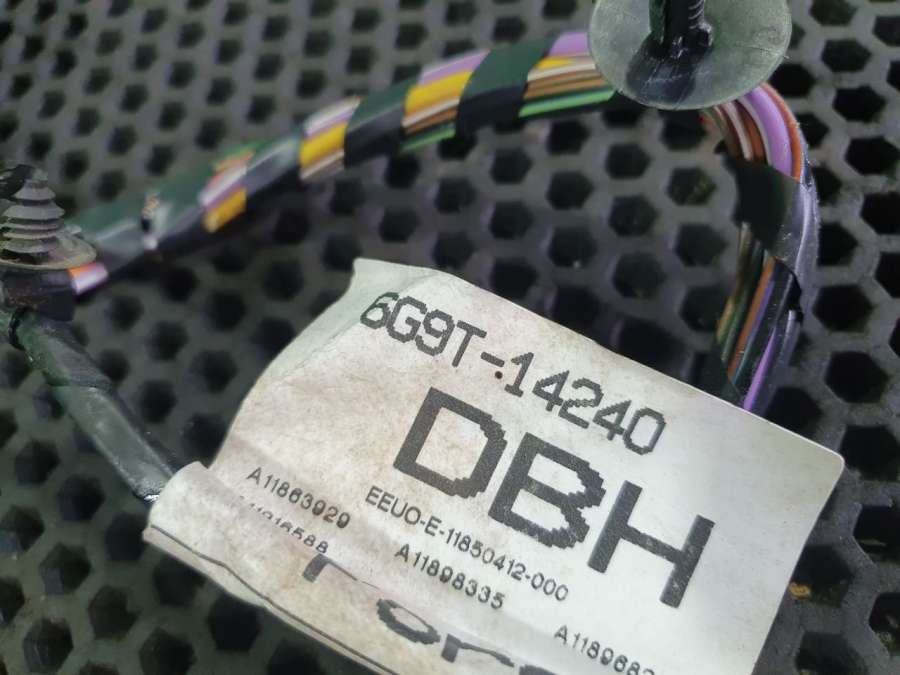 6G9T-14240
DBH
EEUO-E-11850412-000
A11863929
A11898335